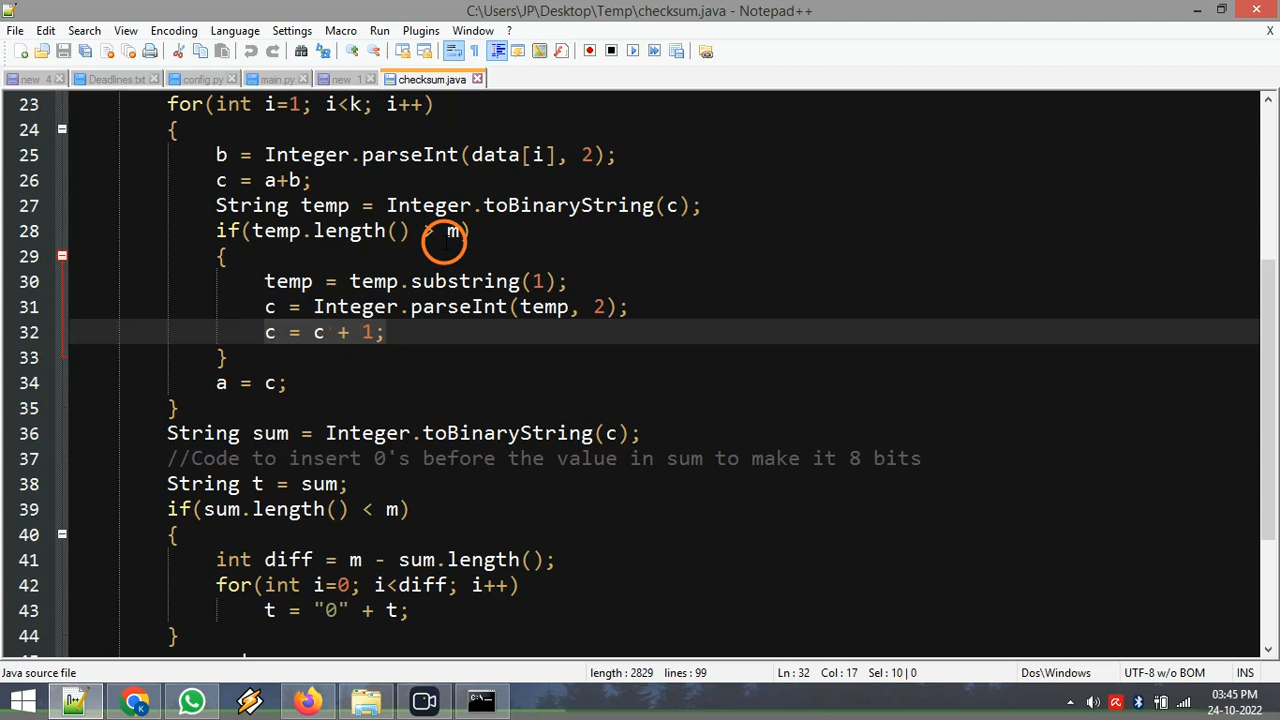 C:\Users\JP\Desktop\Temp\checksum.java - Notepad++
File Edit Search View Encoding Language Settings Macro Run Plugins Window ? X
new 4 Deadlines.txt config.py main.py new 1 checksum.java
23 for(int i=1; i<k; i++)
24 {
25 b = Integer.parseInt(data[i], 2);
26 c = a+b;
27 String temp = Integer.toBinaryString(c);
28 if(temp.length() > m)
29 {
30 temp = temp.substring(1);
31 c = Integer.parseInt(temp, 2);
32 c = c + 1;
33 }
34 a = c;
35 }
36 String sum = Integer.toBinaryString(c);
37 //Code to insert 0's before the value in sum to make it 8 bits
38 String t = sum;
39 if(sum.length() < m)
40 {
41 int diff = m - sum.length();
42 for(int i=0; i<diff; i++)
43 t = "0" + t;
44 }
Java source file length : 2829 lines : 99 Ln : 32 Col : 17 Sel : 10 | 0 Dos\Windows UTF-8 w/o BOM INS
03:45 PM
24-10-2022